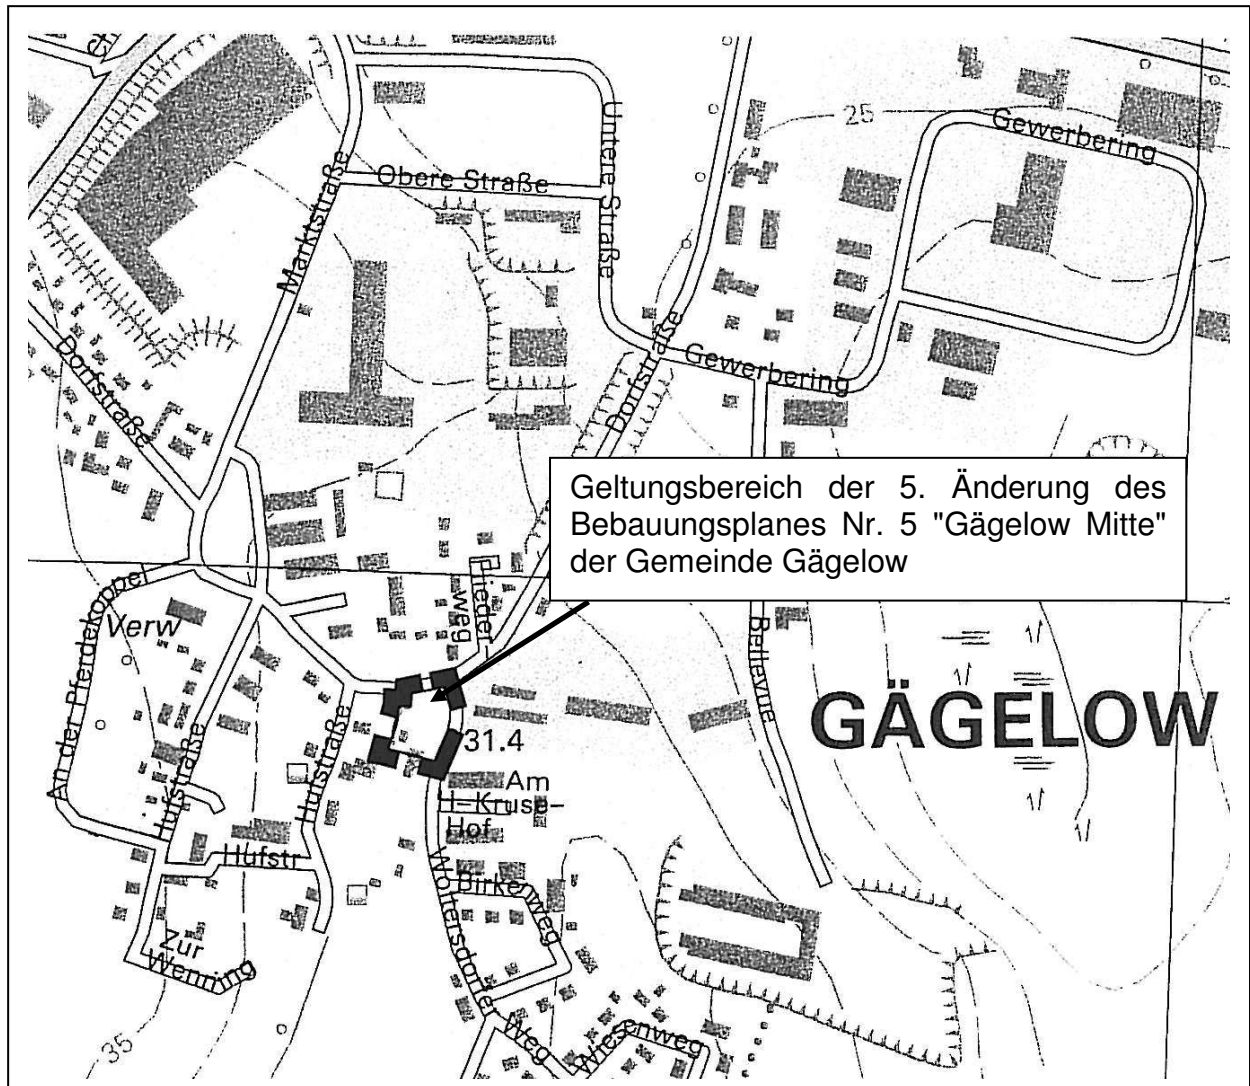 25
Gewerbering
Obere Straße
Untere Straße
Marktstraße
Dorfstraße
Dorfstraße
Gewerbering
Geltungsbereich der 5. Änderung des
Bebauungsplanes Nr. 5 "Gägelow Mitte"
der Gemeinde Gägelow
Flieder-
weg
An der Pferdekoppel
Verw
Bellevue
GÄGELOW
Hufstraße
Hufstraße
31.4
Am
H-Kruse-
Hof
Hufstr
Birkenweg
Woltersdorfer Weg
Zur
Wenning
Wiesenweg
35